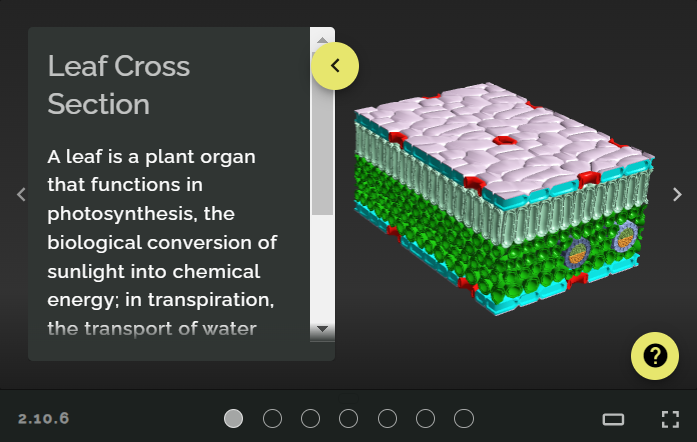 Leaf Cross
Section
A leaf is a plant organ
that functions in
photosynthesis, the
biological conversion of
sunlight into chemical
energy; in transpiration,
the transport of water
?
2.10.6